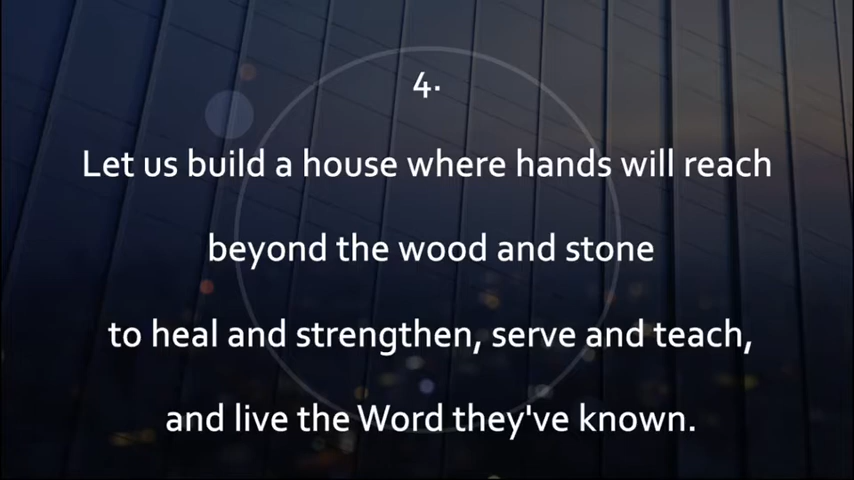 4.
Let us build a house where hands will reach
beyond the wood and stone
to heal and strengthen, serve and teach,
and live the Word they've known.